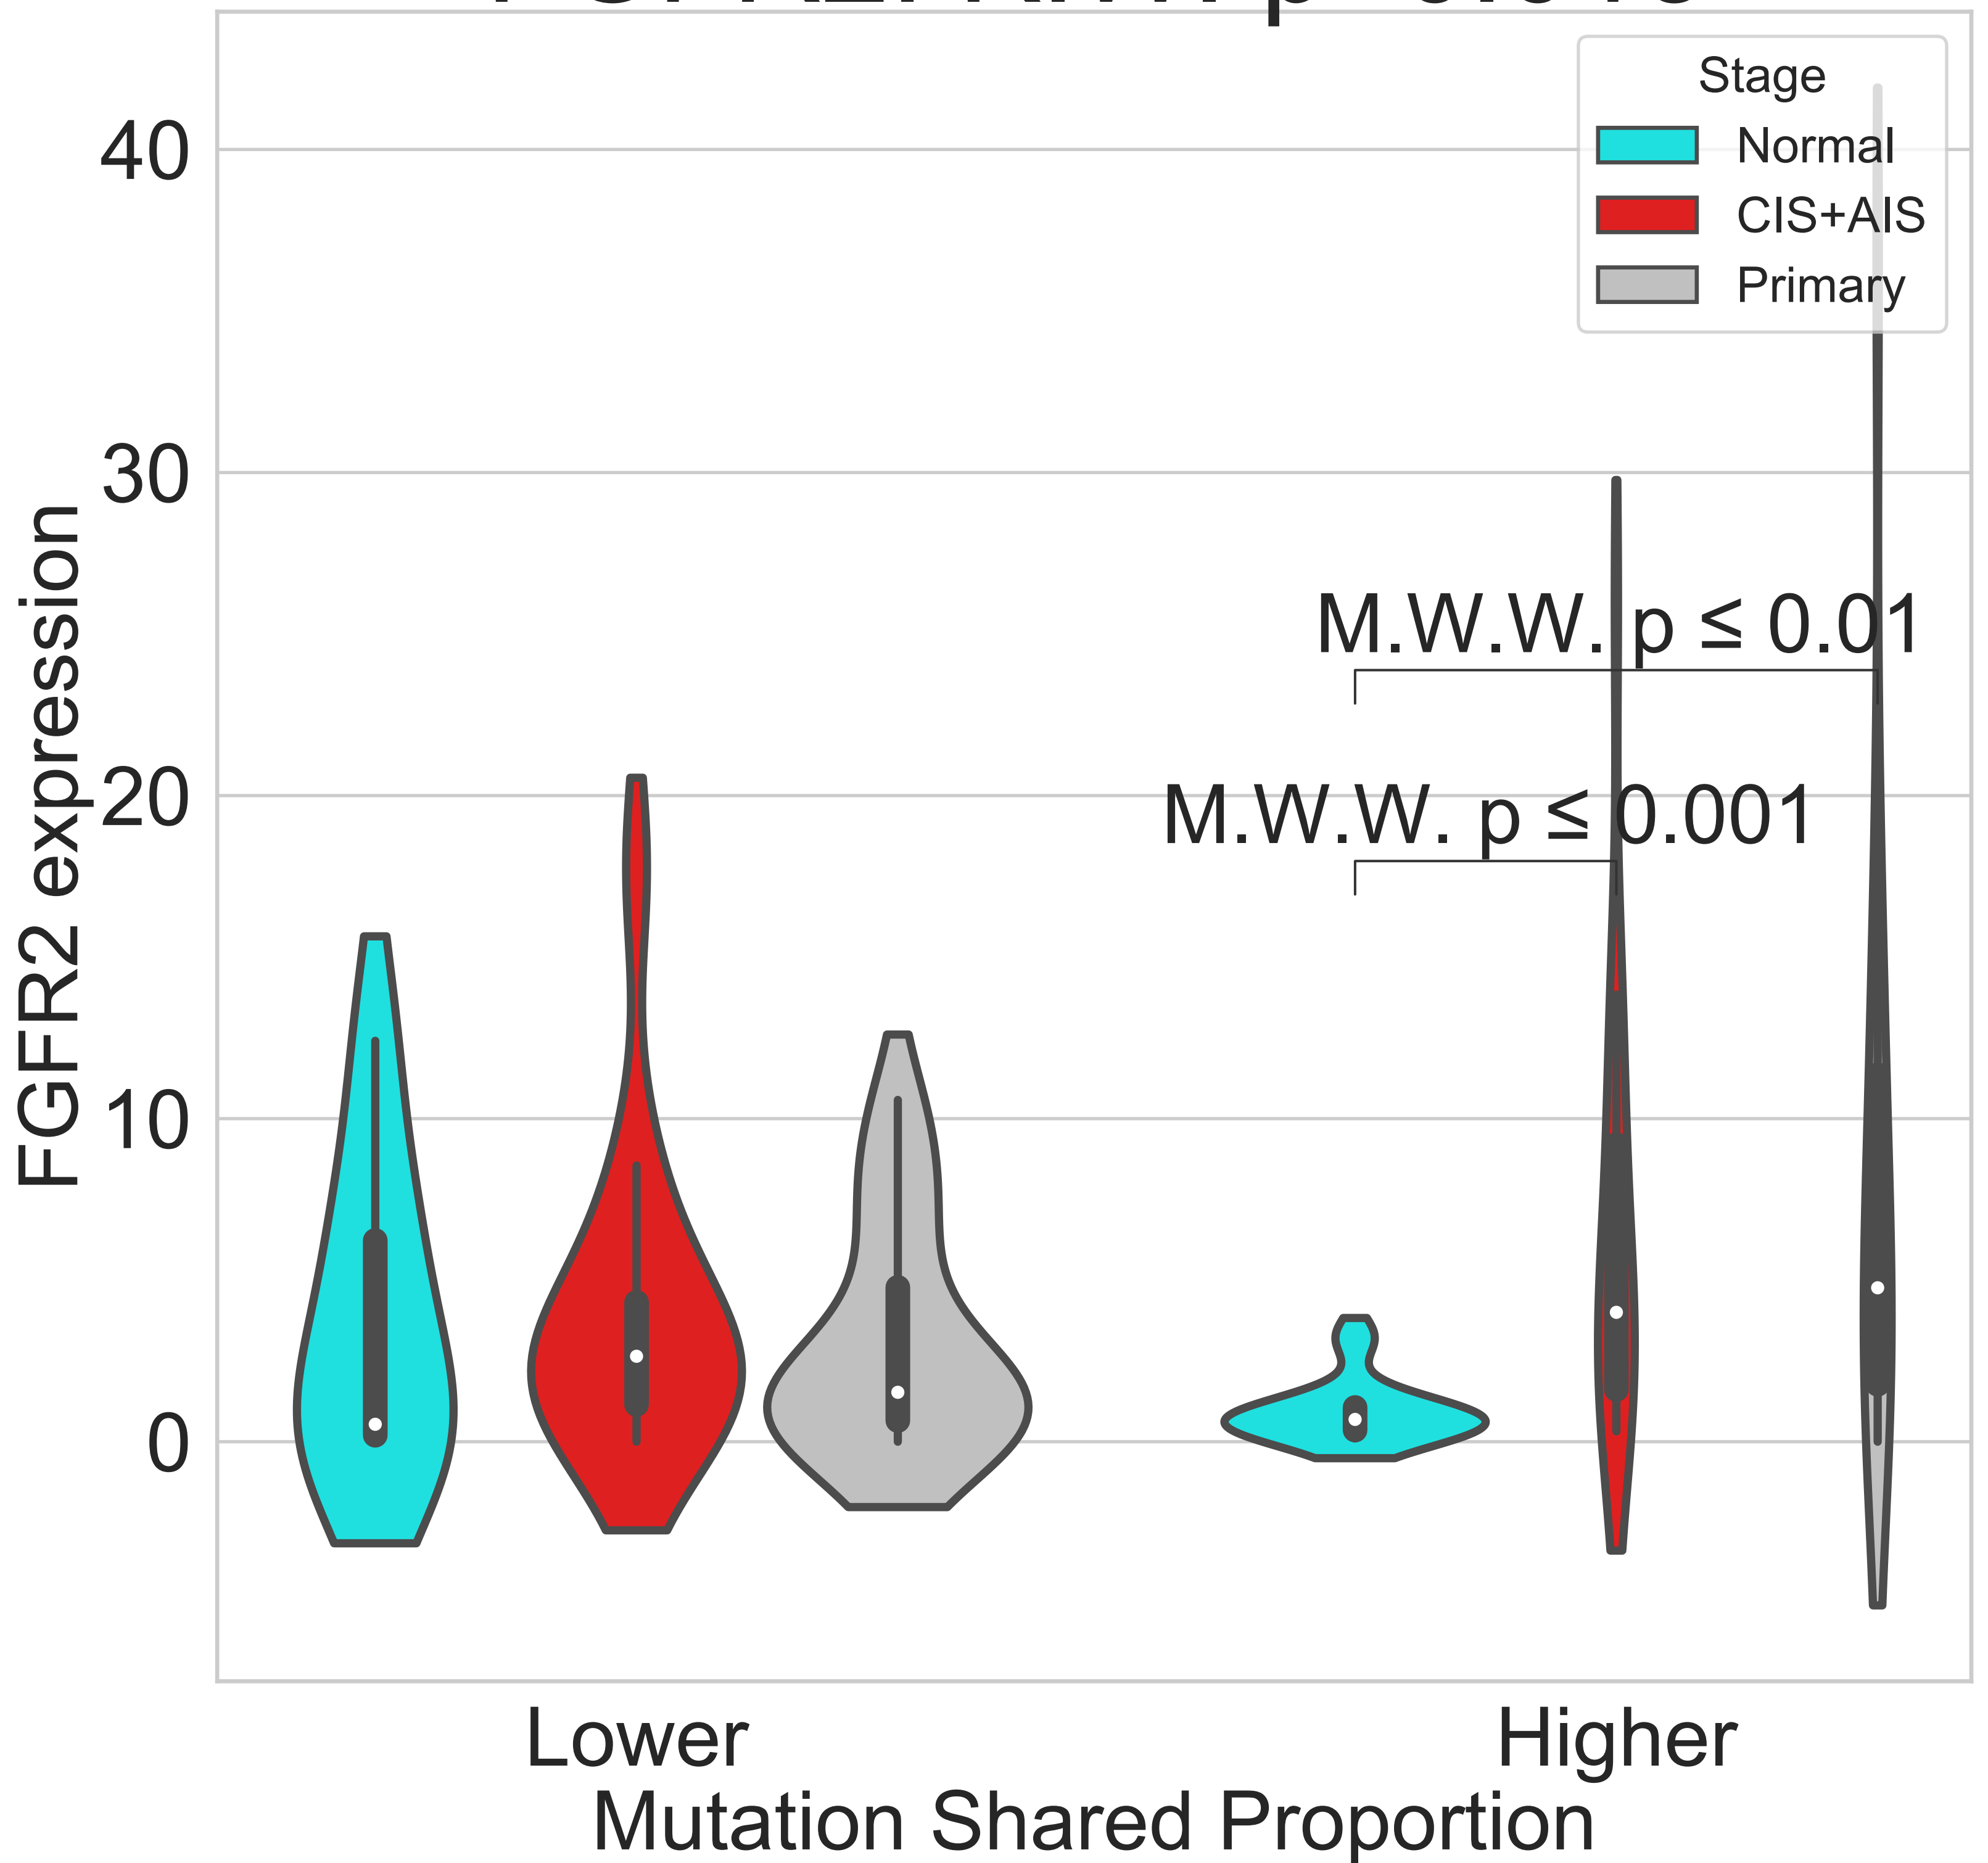 Stage
Normal
CIS+AIS
Primary
40
30
20
10
0
FGFR2 expression
M.W.W. p ≤ 0.01
M.W.W. p ≤ 0.001
Lower
Higher
Mutation Shared Proportion